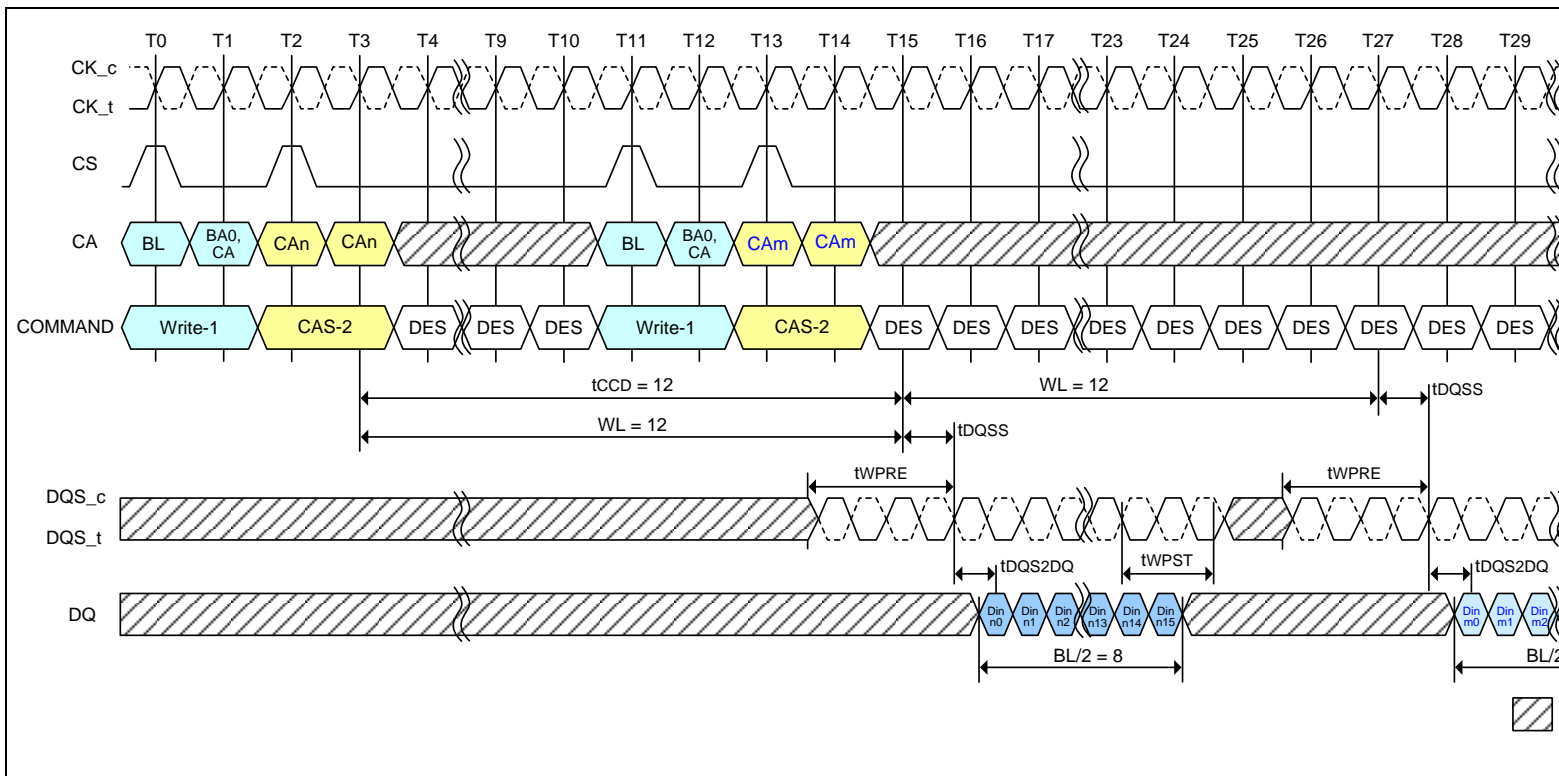 T0 T1 T2 T3 T4 T9 T10 T11 T12 T13 T14 T15 T16 T17 T23 T24 T25 T26 T27 T28 T29
CK_c
CK_t
CS
CA BL BA0, CA CAn CAn BL BA0, CA CAm CAm
COMMAND Write-1 CAS-2 DES DES DES Write-1 CAS-2 DES DES DES DES DES DES DES DES DES DES
tCCD = 12 WL = 12 tDQSS
WL = 12 tDQSS
tWPRE tWPRE
DQS_c
DQS_t
tDQS2DQ tWPST tDQS2DQ
DQ Din n0 Din n1 Din n2 Din n13 Din n14 Din n15 Din m0 Din m1 Din m2
BL/2 = 8 BL/2